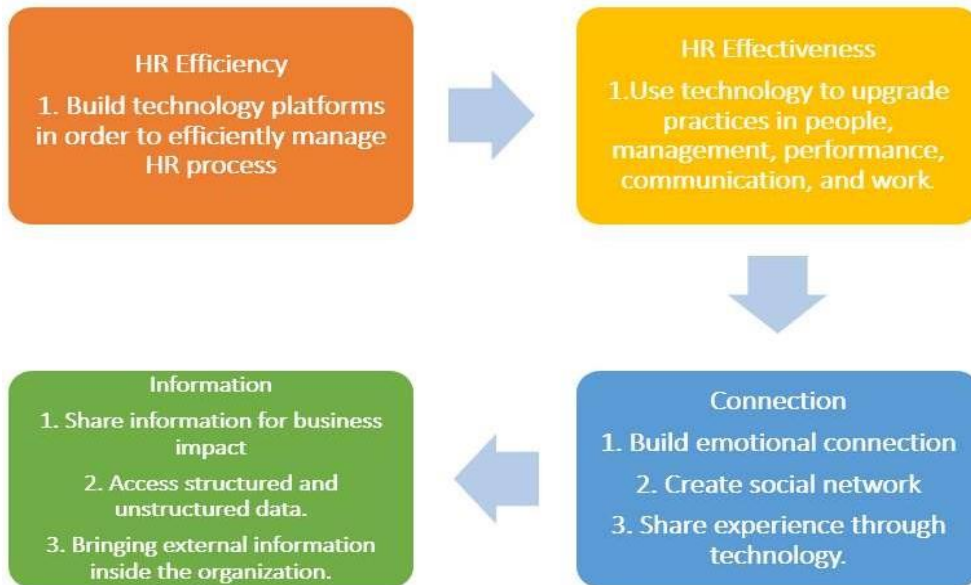 HR Efficiency
1. Build technology platforms
in order to efficiently manage
HR process
HR Effectiveness
1.Use technology to upgrade
practices in people,
management, performance,
communication, and work
Connection
1. Build emotional connection
2. Create social network
3. Share experience through
technology.
Information
1. Share information for business
impact
2. Access structured and
unstructured data.
3. Bringing external information
inside the organization.